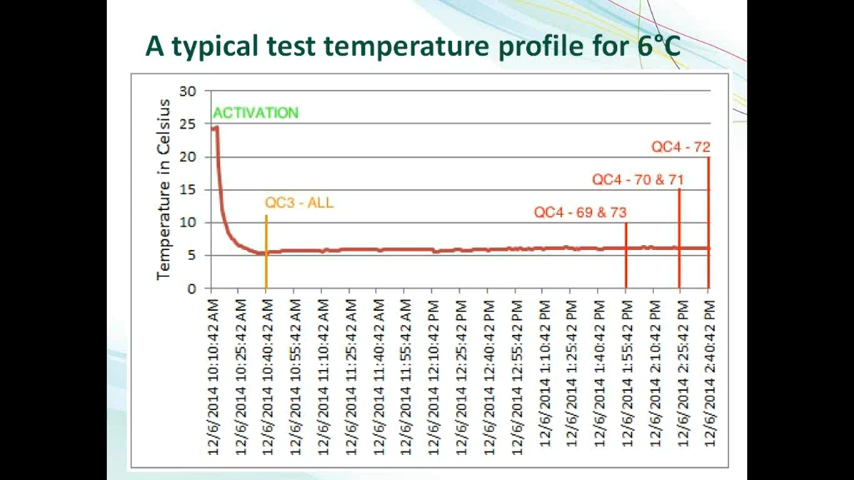 A typical test temperature profile for 6°C
Temperature in Celsius
30
25
20
15
10
5
0
ACTIVATION
QC3 - ALL
QC4 - 69 & 73
QC4 - 70 & 71
QC4 - 72
12/6/2014 10:10:42 AM
12/6/2014 10:25:42 AM
12/6/2014 10:40:42 AM
12/6/2014 10:55:42 AM
12/6/2014 11:10:42 AM
12/6/2014 11:25:42 AM
12/6/2014 11:40:42 AM
12/6/2014 11:55:42 AM
12/6/2014 12:10:42 PM
12/6/2014 12:25:42 PM
12/6/2014 12:40:42 PM
12/6/2014 12:55:42 PM
12/6/2014 1:10:42 PM
12/6/2014 1:25:42 PM
12/6/2014 1:40:42 PM
12/6/2014 1:55:42 PM
12/6/2014 2:10:42 PM
12/6/2014 2:25:42 PM
12/6/2014 2:40:42 PM